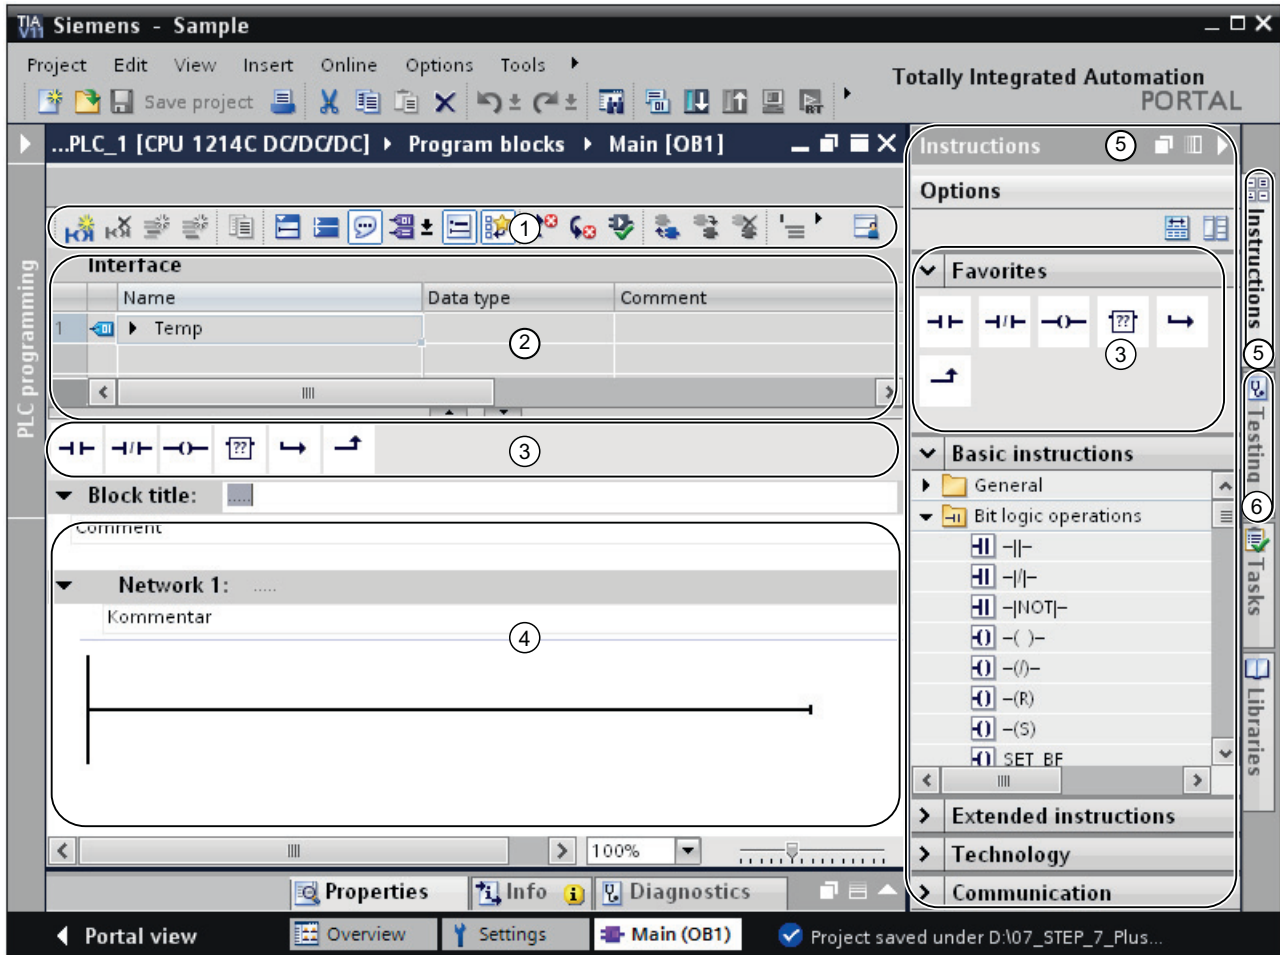 TIA V11 Siemens - Sample
Project Edit View Insert Online Options Tools
Totally Integrated Automation
PORTAL
Save project
...PLC_1 [CPU 1214C DC/DC/DC] Program blocks Main [OB1]
1
Interface
Name Data type Comment
1 Temp
2
3
Block title: .....
Comment
Network 1: .....
Kommentar
4
100%
Properties Info Diagnostics
Portal view Overview Settings Main (OB1) Project saved under D:\07_STEP_7_Plus...
PLC programming
Instructions 5
Options
Favorites
??
3
Basic instructions
General
Bit logic operations
-||-
-|/|-
-|NOT|-
-( )-
-(/)-
-(R)
-(S)
SET_BF
Extended instructions
Technology
Communication
Instructions
5
Testing
6
Tasks
Libraries